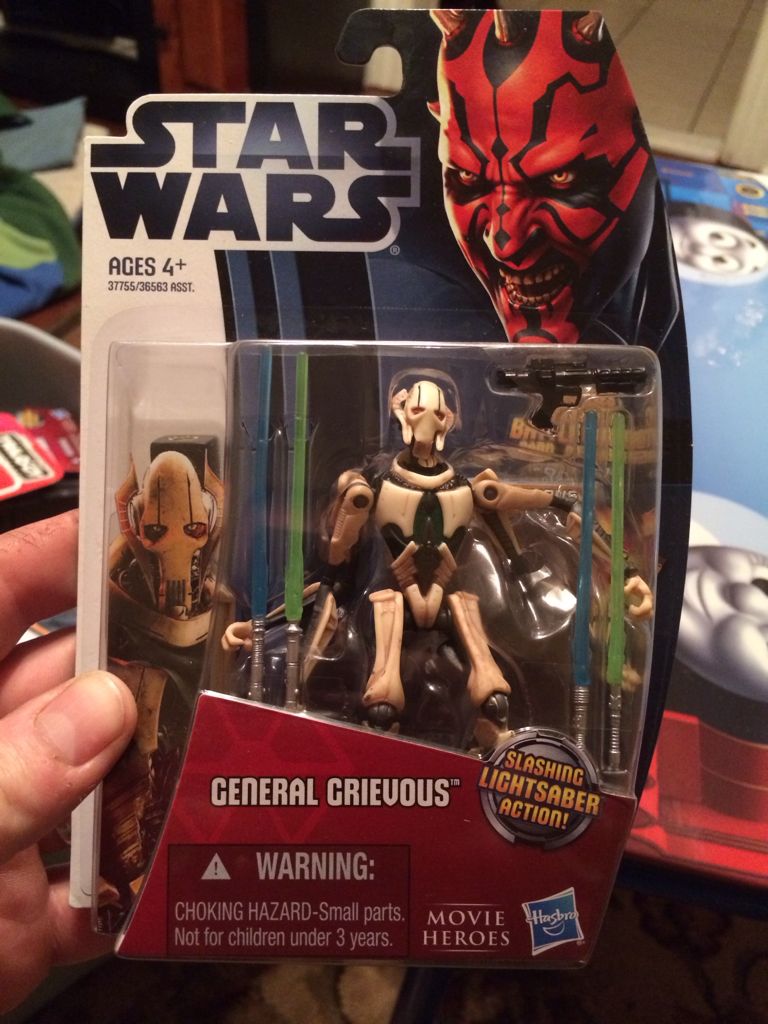 STAR
WARS
®
AGES 4+
37755/36563 ASST.
GENERAL GRIEVOUS™
SLASHING
LIGHTSABER
ACTION!
WARNING:
CHOKING HAZARD-Small parts.
Not for children under 3 years.
MOVIE
HEROES
Hasbro